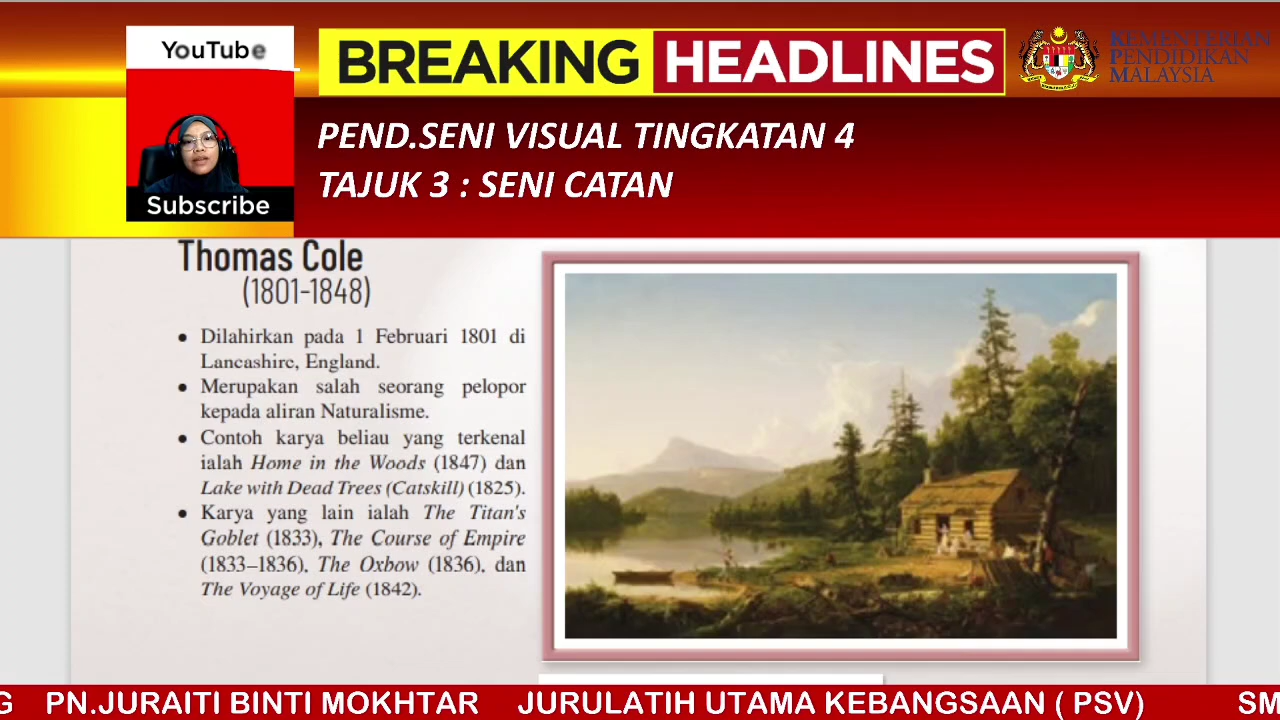 YouTube
BREAKING HEADLINES
KEMENTERIAN
PENDIDIKAN
MALAYSIA
PEND.SENI VISUAL TINGKATAN 4
TAJUK 3 : SENI CATAN
Subscribe
Thomas Cole
(1801-1848)
• Dilahirkan pada 1 Februari 1801 di
Lancashire, England.
• Merupakan salah seorang pelopor
kepada aliran Naturalisme.
• Contoh karya beliau yang terkenal
ialah Home in the Woods (1847) dan
Lake with Dead Trees (Catskill) (1825).
• Karya yang lain ialah The Titan's
Goblet (1833), The Course of Empire
(1833–1836), The Oxbow (1836), dan
The Voyage of Life (1842).
G PN.JURAITI BINTI MOKHTAR JURULATIH UTAMA KEBANGSAAN ( PSV) SM